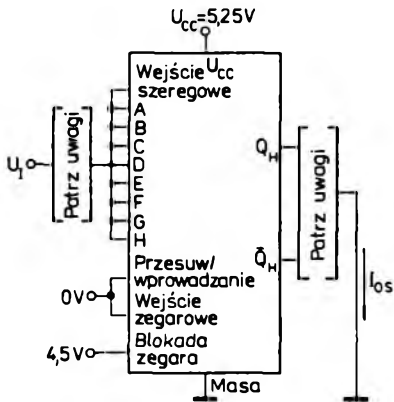 U_CC=5,25V
U_CC
Wejście
szeregowe
A
B
C
D
E
F
G
H
U_I
Patrz uwagi
Q_H
Q̄_H
Patrz uwagi
I_OS
Przesuw/
wprowadzanie
0V
Wejście
zegarowe
4,5V
Blokada
zegara
Masa